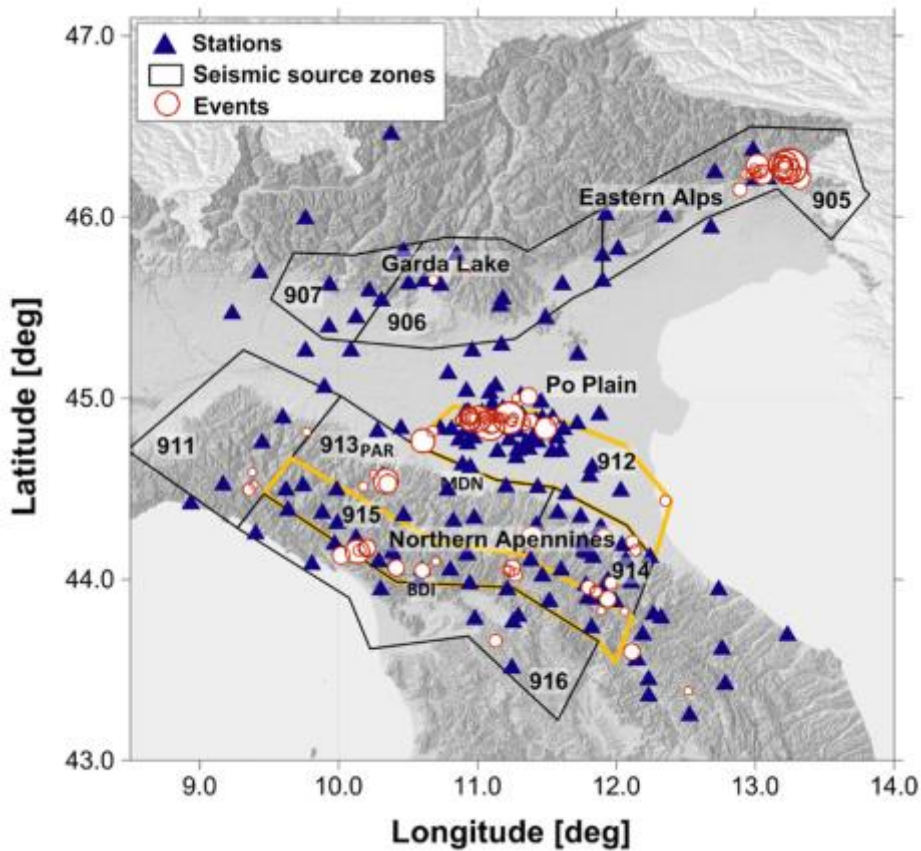 47.0
Stations
Seismic source zones
Events
46.0
Eastern Alps
905
Garda Lake
907
906
Latitude [deg]
45.0
Po Plain
911
913
PAR
912
MDN
915
Northern Apennines
44.0
914
BDI
916
43.0
9.0 10.0 11.0 12.0 13.0 14.0
Longitude [deg]